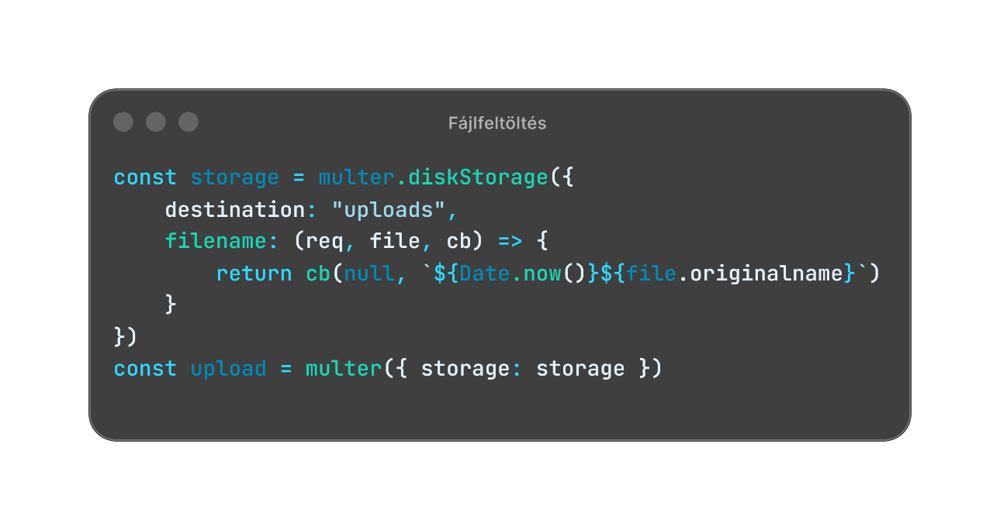 Fájlfeltöltés
const storage = multer.diskStorage({
    destination: "uploads",
    filename: (req, file, cb) => {
        return cb(null, `${Date.now()}${file.originalname}`)
    }
})
const upload = multer({ storage: storage })